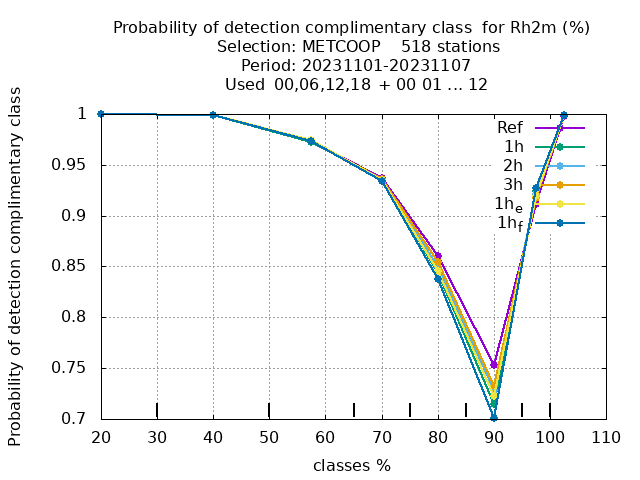 Probability of detection complimentary class  for Rh2m (%)
Selection: METCOOP    518 stations
Period: 20231101-20231107
Used  00,06,12,18  + 00 01 ... 12
Probability of detection complimentary class
1
0.95
0.9
0.85
0.8
0.75
0.7
Ref
1h
2h
3h
1he
1hf
20 30 40 50 60 70 80 90 100 110
classes %